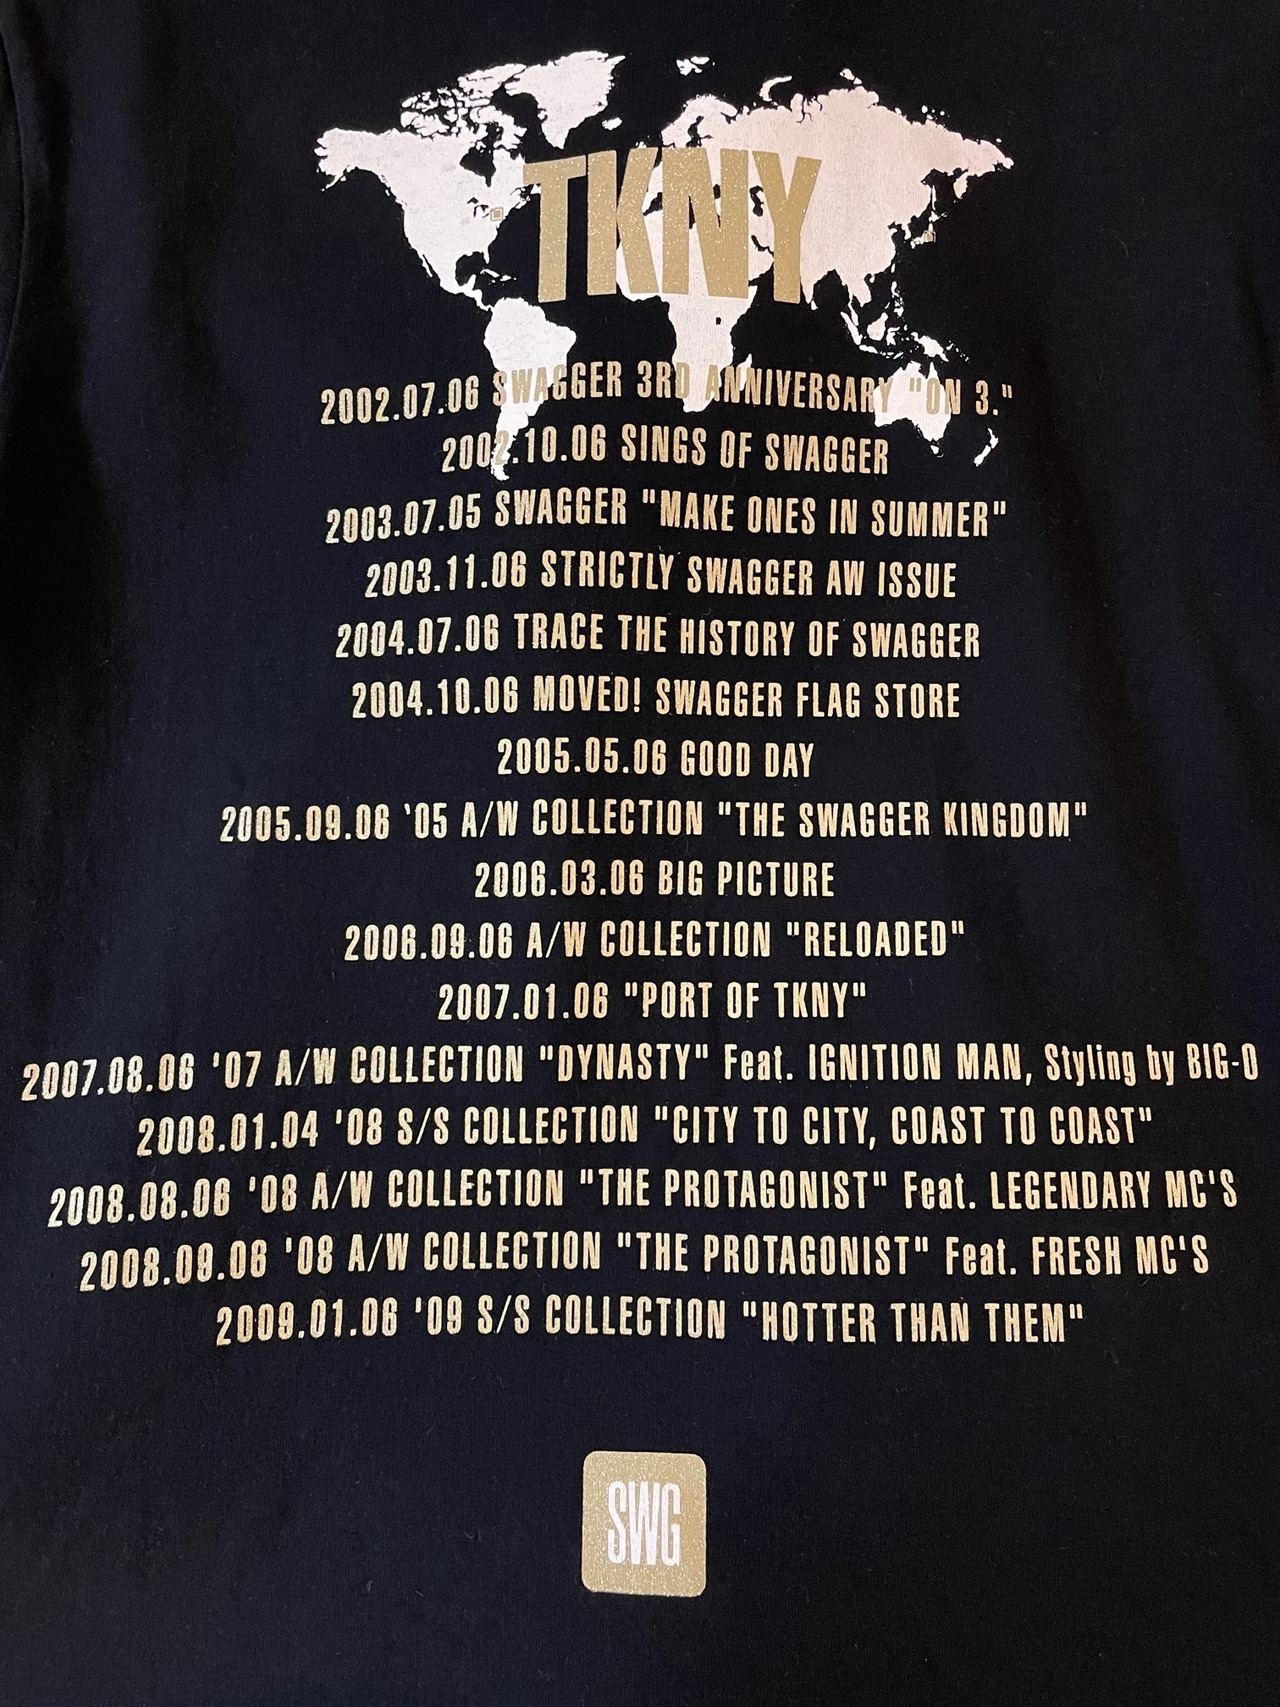 TKNY
2002.07.06 SWAGGER 3RD ANNIVERSARY "ON 3."
2002.10.06 SINGS OF SWAGGER
2003.07.05 SWAGGER "MAKE ONES IN SUMMER"
2003.11.06 STRICTLY SWAGGER AW ISSUE
2004.07.06 TRACE THE HISTORY OF SWAGGER
2004.10.06 MOVED! SWAGGER FLAG STORE
2005.05.06 GOOD DAY
2005.09.06 '05 A/W COLLECTION "THE SWAGGER KINGDOM"
2006.03.06 BIG PICTURE
2006.09.06 A/W COLLECTION "RELOADED"
2007.01.06 "PORT OF TKNY"
2007.08.06 '07 A/W COLLECTION "DYNASTY" Feat. IGNITION MAN, Styling by BIG-O
2008.01.04 '08 S/S COLLECTION "CITY TO CITY, COAST TO COAST"
2008.08.06 '08 A/W COLLECTION "THE PROTAGONIST" Feat. LEGENDARY MC'S
2008.09.06 '08 A/W COLLECTION "THE PROTAGONIST" Feat. FRESH MC'S
2009.01.06 '09 S/S COLLECTION "HOTTER THAN THEM"
SWG